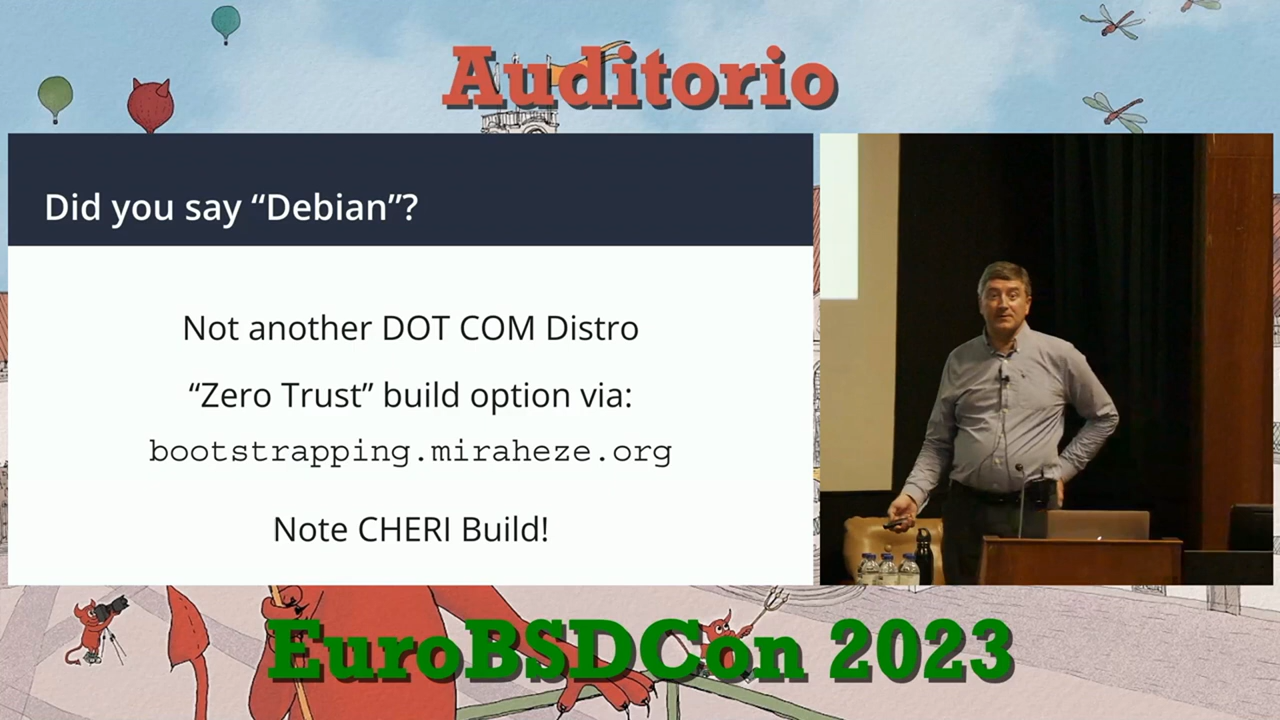 Auditorio
Did you say “Debian”?
Not another DOT COM Distro
“Zero Trust” build option via:
bootstrapping.miraheze.org
Note CHERI Build!
EuroBSDCon 2023